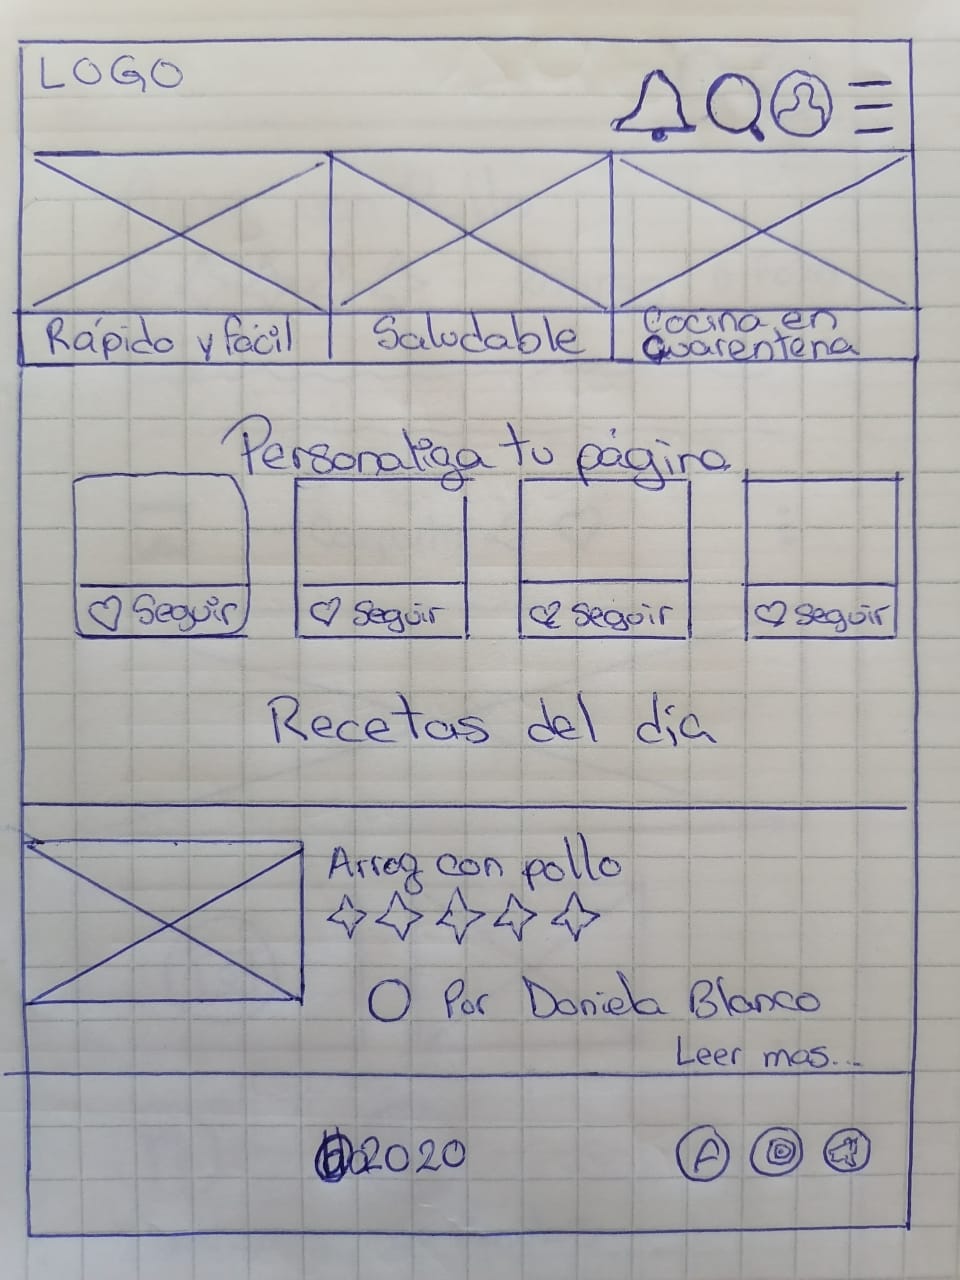 LOGO
Rápido y fácil
Saludable
Cocina en
Cuarentena
Personaliza tu página
Seguir
Seguir
Seguir
Seguir
Recetas del día
Arroz con pollo
Por Daniela Blanco
Leer mas...
2020